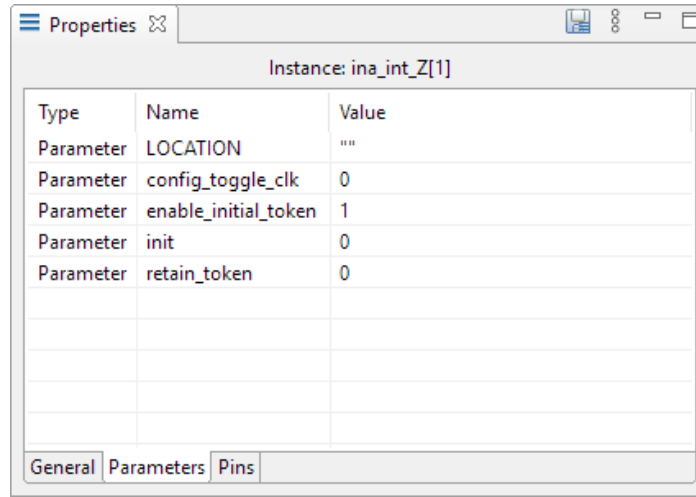 Properties
Instance: ina_int_Z[1]
Type Name Value
Parameter LOCATION ""
Parameter config_toggle_clk 0
Parameter enable_initial_token 1
Parameter init 0
Parameter retain_token 0
General Parameters Pins